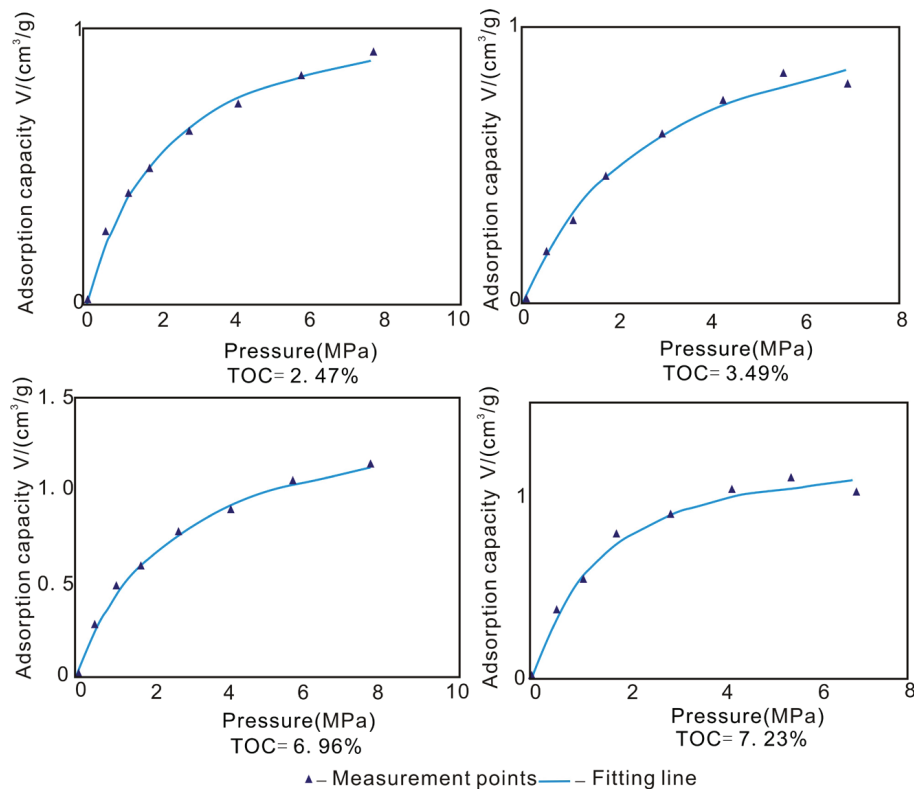 Adsorption capacity V/(cm³/g)
1
0
0 2 4 6 8 10
Pressure(MPa)
TOC= 2. 47%
Adsorption capacity V/(cm³/g)
1
0
0 2 4 6 8
Pressure(MPa)
TOC= 3.49%
Adsorption capacity V/(cm³/g)
1. 5
1. 0
0. 5
0
0 2 4 6 8 10
Pressure(MPa)
TOC= 6. 96%
Adsorption capacity V/(cm³/g)
1
0
0 2 4 6 8
Pressure(MPa)
TOC= 7. 23%
– Measurement points – Fitting line